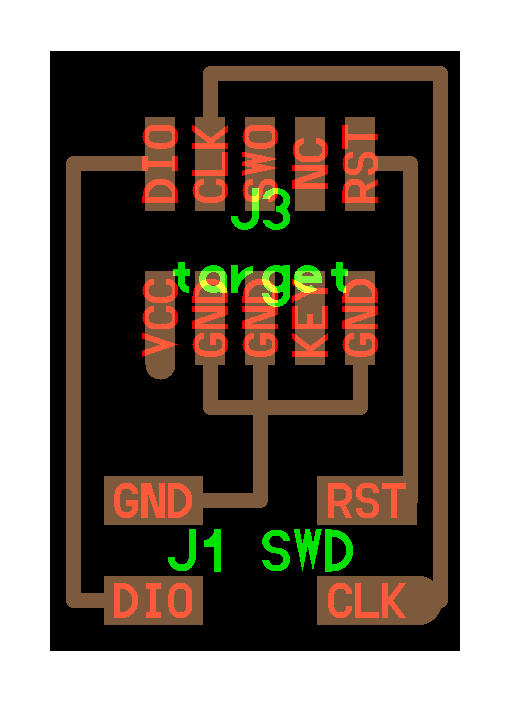 DIO CLK SWO NC RST
J3
target
VCC GND GND KEY GND
GND RST
J1 SWD
DIO CLK